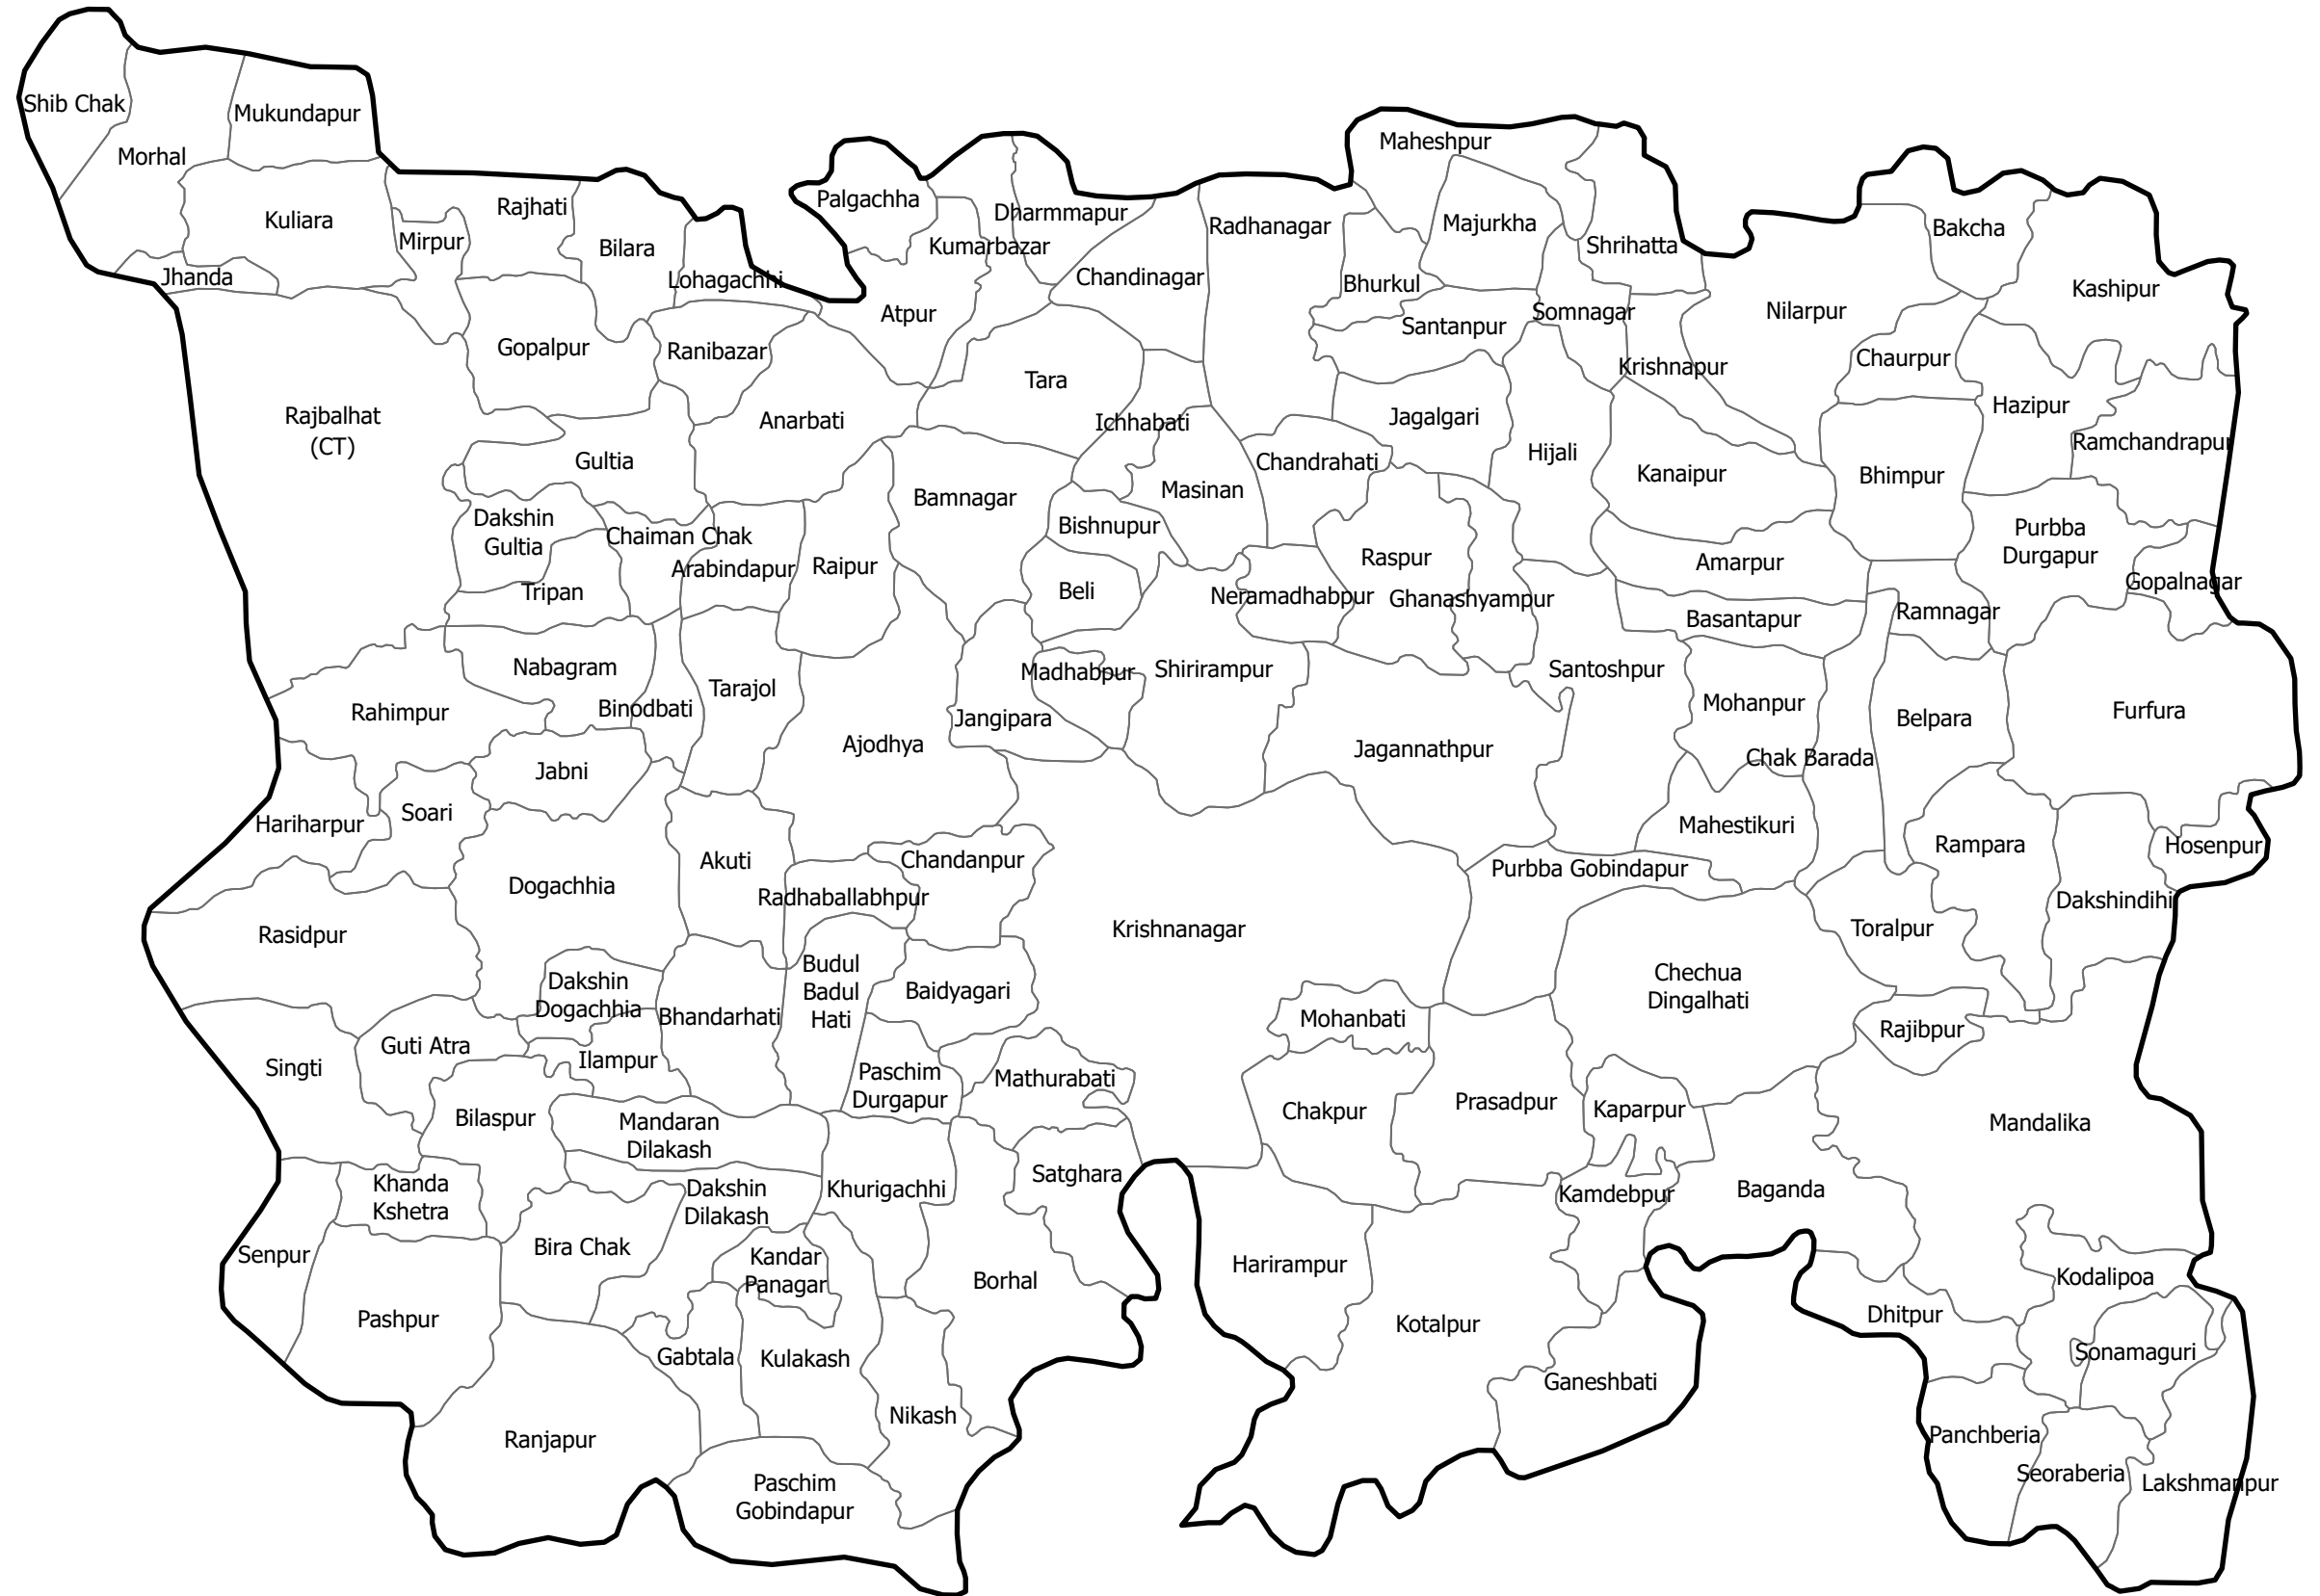 Shib Chak
Mukundapur
Morhal
Maheshpur
Palgachha
Rajhati
Dharmmapur
Kuliara
Mirpur
Bilara
Kumarbazar
Radhanagar
Majurkha
Shrihatta
Bakcha
Jhanda
Lohagachhi
Chandinagar
Bhurkul
Kashipur
Atpur
Santanpur
Somnagar
Nilarpur
Gopalpur
Ranibazar
Tara
Krishnapur
Chaurpur
Rajbalhat
(CT)
Anarbati
Ichhabati
Jagalgari
Hazipur
Ramchandrapur
Gultia
Chandrahati
Hijali
Kanaipur
Bhimpur
Masinan
Bamnagar
Dakshin
Gultia
Chaiman Chak
Bishnupur
Purbba
Durgapur
Arabindapur
Raipur
Raspur
Amarpur
Gopalnagar
Tripan
Beli
Neramadhabpur
Ghanashyampur
Basantapur
Ramnagar
Nabagram
Madhabpur
Shirirampur
Santoshpur
Tarajol
Rahimpur
Binodbati
Jangipara
Mohanpur
Belpara
Furfura
Ajodhya
Jagannathpur
Chak Barada
Jabni
Hariharpur
Soari
Mahestikuri
Rampara
Hosenpur
Akuti
Chandanpur
Purbba Gobindapur
Dogachhia
Radhaballabhpur
Dakshindihi
Rasidpur
Krishnanagar
Toralpur
Budul
Badul
Hati
Dakshin
Dogachhia
Baidyagari
Chechua
Dingalhati
Bhandarhati
Mohanbati
Rajibpur
Guti Atra
Ilampur
Singti
Paschim
Durgapur
Mathurabati
Bilaspur
Chakpur
Prasadpur
Kaparpur
Mandalika
Mandaran
Dilakash
Khanda
Kshetra
Dakshin
Dilakash
Khurigachhi
Satghara
Kamdebpur
Baganda
Senpur
Bira Chak
Kandar
Panagar
Borhal
Harirampur
Kodalipoa
Pashpur
Kotalpur
Dhitpur
Gabtala
Kulakash
Sonamaguri
Ganeshbati
Nikash
Ranjapur
Panchberia
Seoraberia
Lakshmanpur
Paschim
Gobindapur